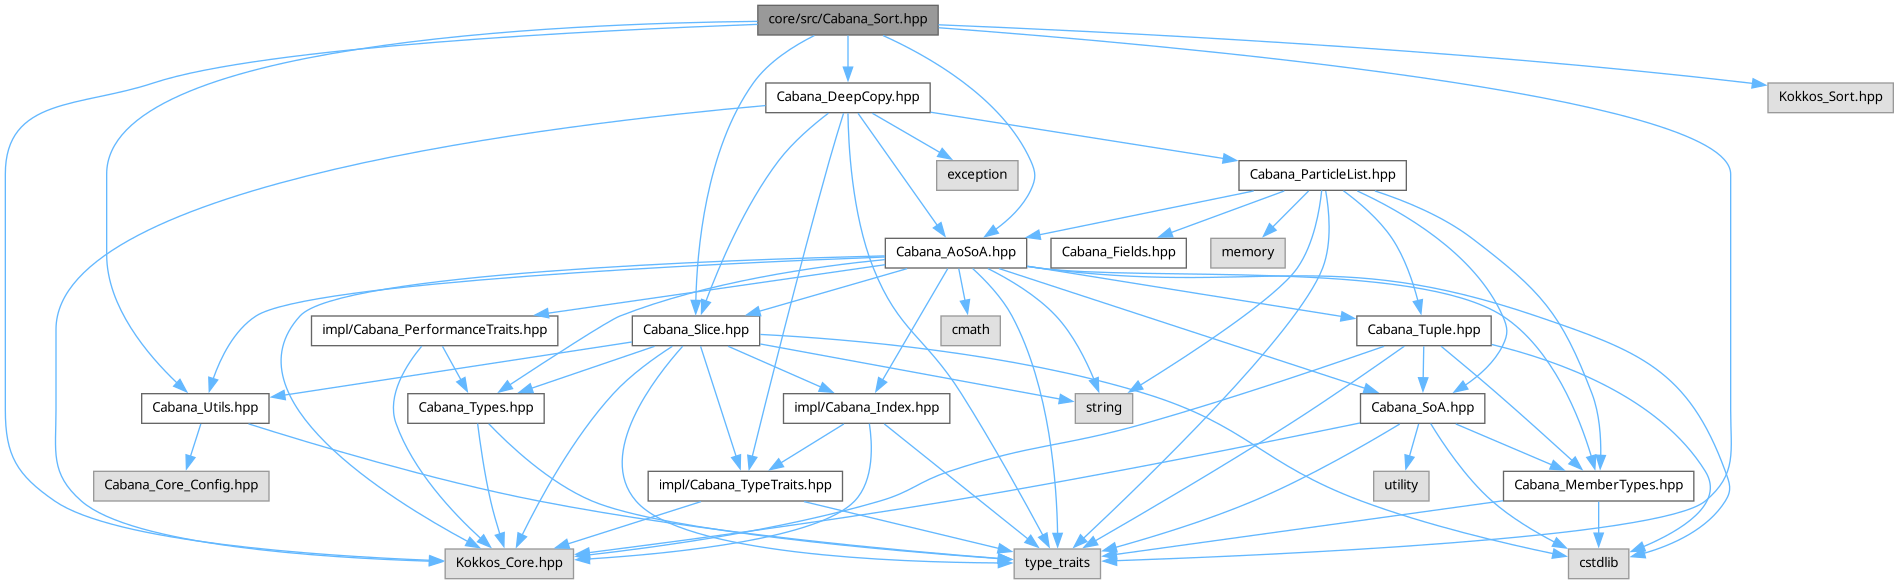 core/src/Cabana_Sort.hpp
Cabana_DeepCopy.hpp
Kokkos_Sort.hpp
exception
Cabana_ParticleList.hpp
Cabana_AoSoA.hpp
Cabana_Fields.hpp
memory
impl/Cabana_PerformanceTraits.hpp
Cabana_Slice.hpp
cmath
Cabana_Tuple.hpp
Cabana_Utils.hpp
Cabana_Types.hpp
impl/Cabana_Index.hpp
string
Cabana_SoA.hpp
Cabana_Core_Config.hpp
impl/Cabana_TypeTraits.hpp
utility
Cabana_MemberTypes.hpp
Kokkos_Core.hpp
type_traits
cstdlib